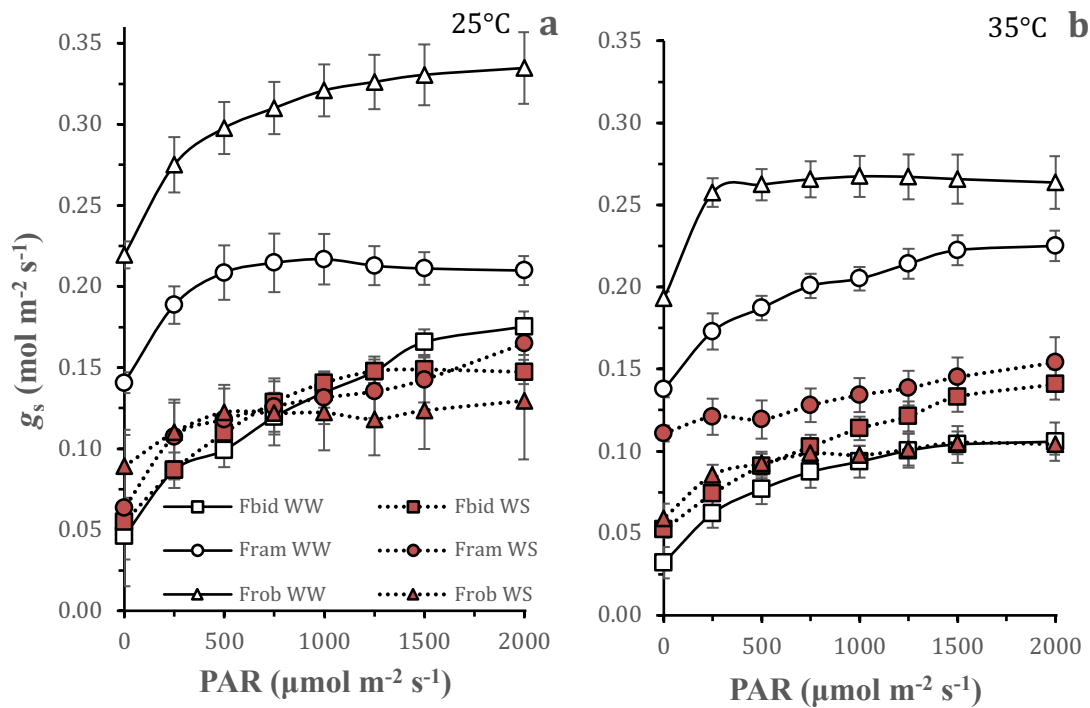 25°C a
0.35
0.30
0.25
0.20
0.15
0.10
0.05
0.00
gs (mol m-2 s-1)
Fbid WW
Fbid WS
Fram WW
Fram WS
Frob WW
Frob WS
0 500 1000 1500 2000
PAR (μmol m-2 s-1)
35°C b
0.35
0.30
0.25
0.20
0.15
0.10
0.05
0.00
0 500 1000 1500 2000
PAR (μmol m-2 s-1)